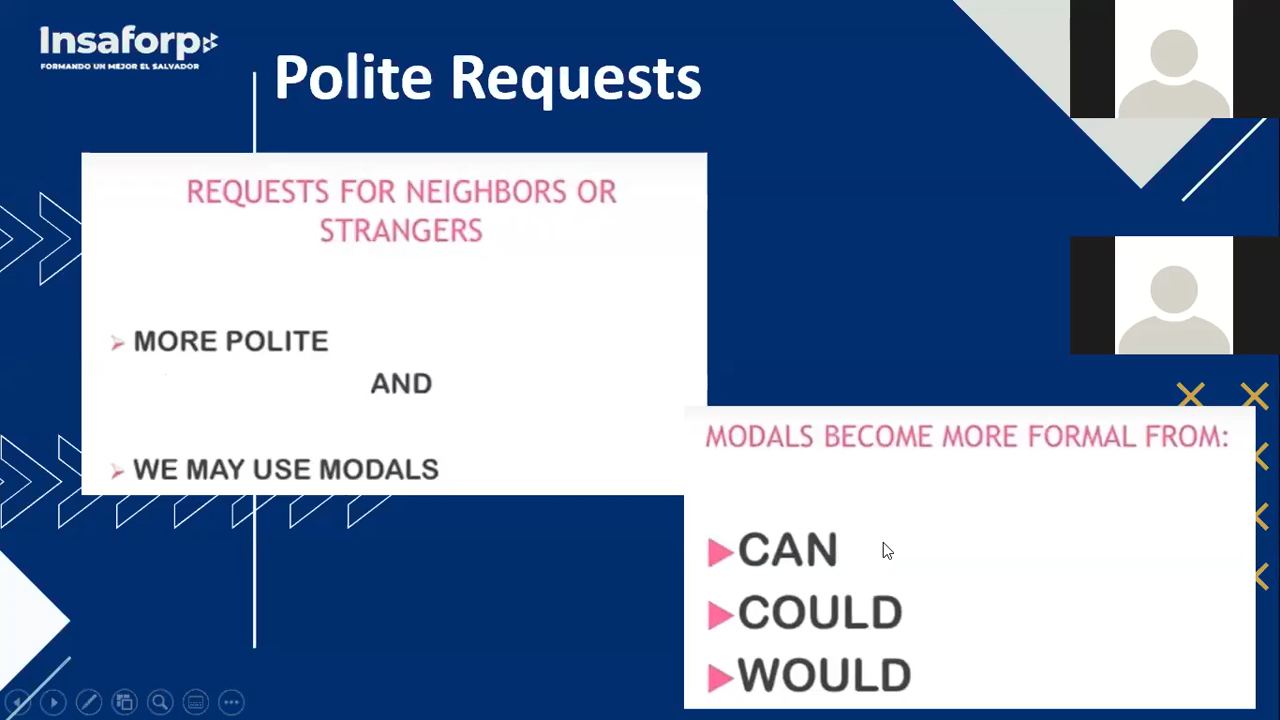 Insaforp
FORMANDO UN MEJOR EL SALVADOR
Polite Requests
REQUESTS FOR NEIGHBORS OR
STRANGERS
MORE POLITE
AND
WE MAY USE MODALS
MODALS BECOME MORE FORMAL FROM:
CAN
COULD
WOULD